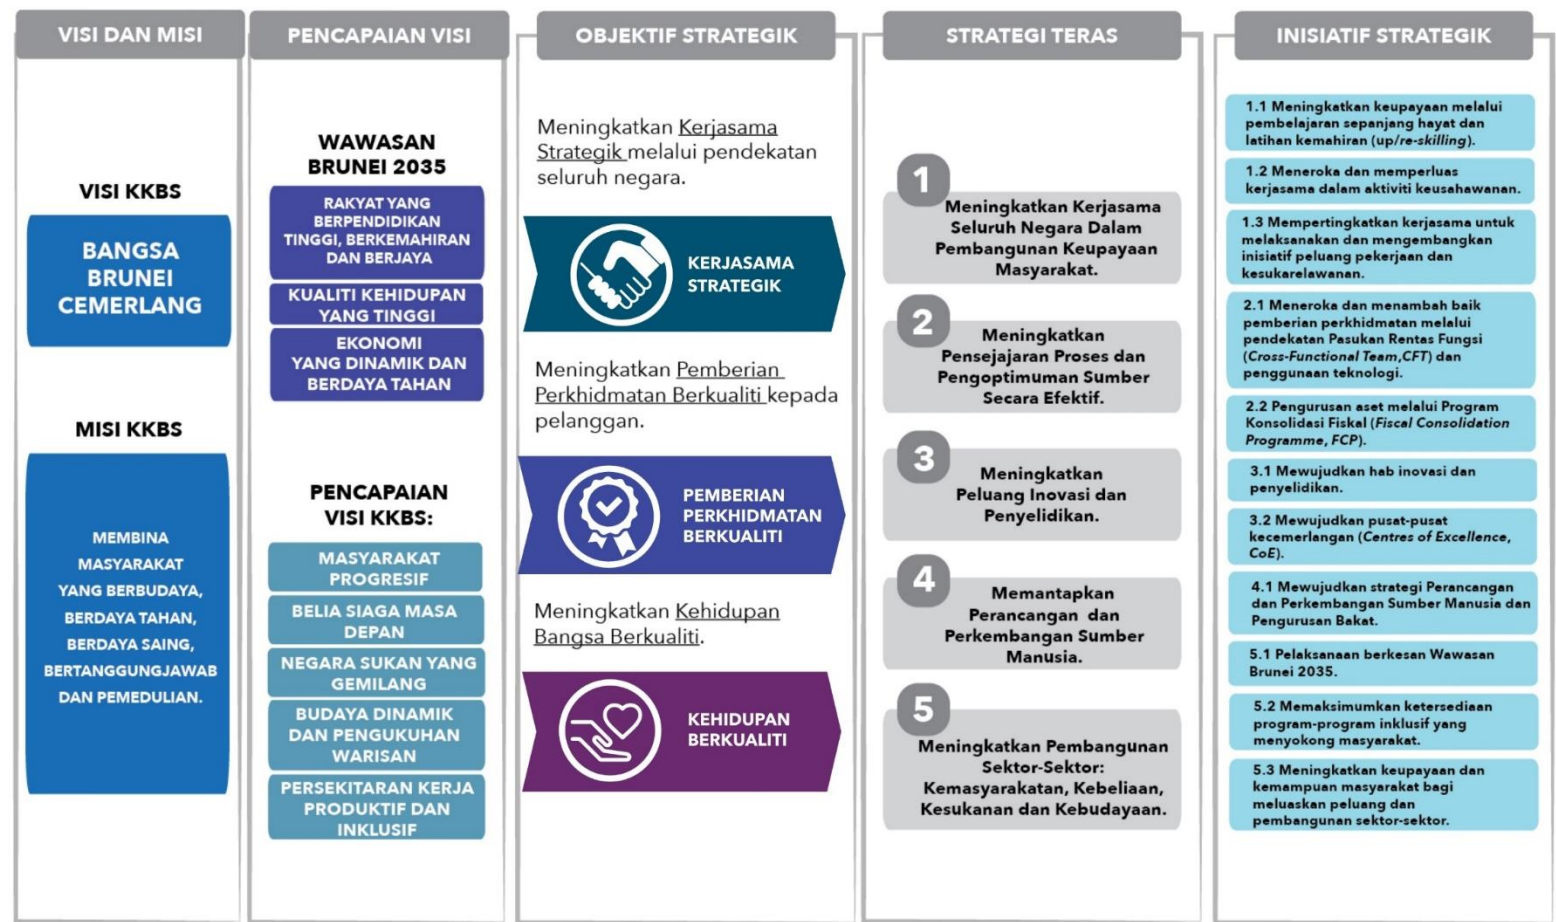 VISI DAN MISI
VISI KKBS
BANGSA
BRUNEI
CEMERLANG
MISI KKBS
MEMBINA
MASYARAKAT
YANG BERBUDAYA,
BERDAYA TAHAN,
BERDAYA SAING,
BERTANGGUNGJAWAB
DAN PEMEDULIAN.
PENCAPAIAN VISI
WAWASAN
BRUNEI 2035
RAKYAT YANG
BERPENDIDIKAN
TINGGI, BERKEMAHIRAN
DAN BERJAYA
KUALITI KEHIDUPAN
YANG TINGGI
EKONOMI
YANG DINAMIK DAN
BERDAYA TAHAN
PENCAPAIAN
VISI KKBS:
MASYARAKAT
PROGRESIF
BELIA SIAGA MASA
DEPAN
NEGARA SUKAN YANG
GEMILANG
BUDAYA DINAMIK
DAN PENGUKUHAN
WARISAN
PERSEKITARAN KERJA
PRODUKTIF DAN
INKLUSIF
OBJEKTIF STRATEGIK
Meningkatkan Kerjasama
Strategik melalui pendekatan
seluruh negara.
KERJASAMA
STRATEGIK
Meningkatkan Pemberian
Perkhidmatan Berkualiti kepada
pelanggan.
PEMBERIAN
PERKHIDMATAN
BERKUALITI
Meningkatkan Kehidupan
Bangsa Berkualiti.
KEHIDUPAN
BERKUALITI
STRATEGI TERAS
1
Meningkatkan Kerjasama
Seluruh Negara Dalam
Pembangunan Keupayaan
Masyarakat.
2
Meningkatkan
Pensejajaran Proses dan
Pengoptimuman Sumber
Secara Efektif.
3
Meningkatkan
Peluang Inovasi dan
Penyelidikan.
4
Memantapkan
Perancangan dan
Perkembangan Sumber
Manusia.
5
Meningkatkan Pembangunan
Sektor-Sektor:
Kemasyarakatan, Kebeliaan,
Kesukanan dan Kebudayaan.
INISIATIF STRATEGIK
1.1 Meningkatkan keupayaan melalui
pembelajaran sepanjang hayat dan
latihan kemahiran (up/re-skilling).
1.2 Meneroka dan memperluas
kerjasama dalam aktiviti keusahawanan.
1.3 Mempertingkatkan kerjasama untuk
melaksanakan dan mengembangkan
inisiatif peluang pekerjaan dan
kesukarelawanan.
2.1 Meneroka dan menambah baik
pemberian perkhidmatan melalui
pendekatan Pasukan Rentas Fungsi
(Cross-Functional Team,CFT) dan
penggunaan teknologi.
2.2 Pengurusan aset melalui Program
Konsolidasi Fiskal (Fiscal Consolidation
Programme, FCP).
3.1 Mewujudkan hab inovasi dan
penyelidikan.
3.2 Mewujudkan pusat-pusat
kecemerlangan (Centres of Excellence,
CoE).
4.1 Mewujudkan strategi Perancangan
dan Perkembangan Sumber Manusia dan
Pengurusan Bakat.
5.1 Pelaksanaan berkesan Wawasan
Brunei 2035.
5.2 Memaksimumkan ketersediaan
program-program inklusif yang
menyokong masyarakat.
5.3 Meningkatkan keupayaan dan
kemampuan masyarakat bagi
meluaskan peluang dan
pembangunan sektor-sektor.